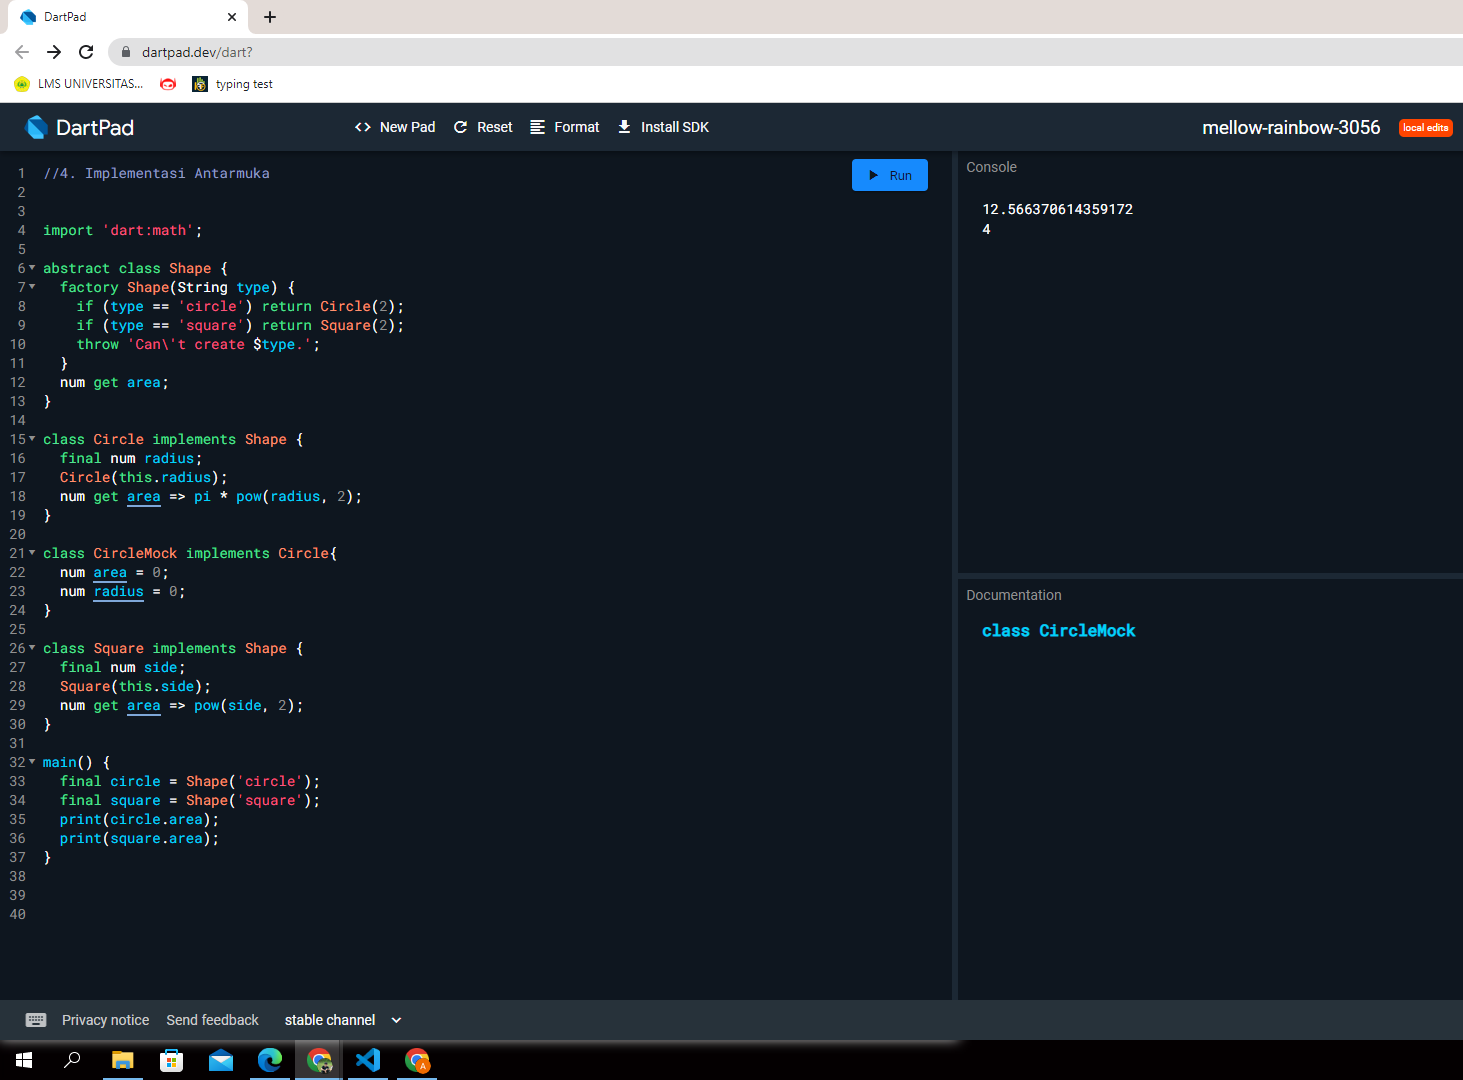 DartPad
dartpad.dev/dart?
LMS UNIVERSITAS...
typing test
DartPad
<> New Pad
Reset
Format
Install SDK
mellow-rainbow-3056
local edits
Run
1 //4. Implementasi Antarmuka
2
3
4 import 'dart:math';
5
6 abstract class Shape {
7   factory Shape(String type) {
8     if (type == 'circle') return Circle(2);
9     if (type == 'square') return Square(2);
10     throw 'Can\'t create $type.';
11   }
12   num get area;
13 }
14
15 class Circle implements Shape {
16   final num radius;
17   Circle(this.radius);
18   num get area => pi * pow(radius, 2);
19 }
20
21 class CircleMock implements Circle{
22   num area = 0;
23   num radius = 0;
24 }
25
26 class Square implements Shape {
27   final num side;
28   Square(this.side);
29   num get area => pow(side, 2);
30 }
31
32 main() {
33   final circle = Shape('circle');
34   final square = Shape('square');
35   print(circle.area);
36   print(square.area);
37 }
38
39
40
Console
12.566370614359172
4
Documentation
class CircleMock
Privacy notice
Send feedback
stable channel
A